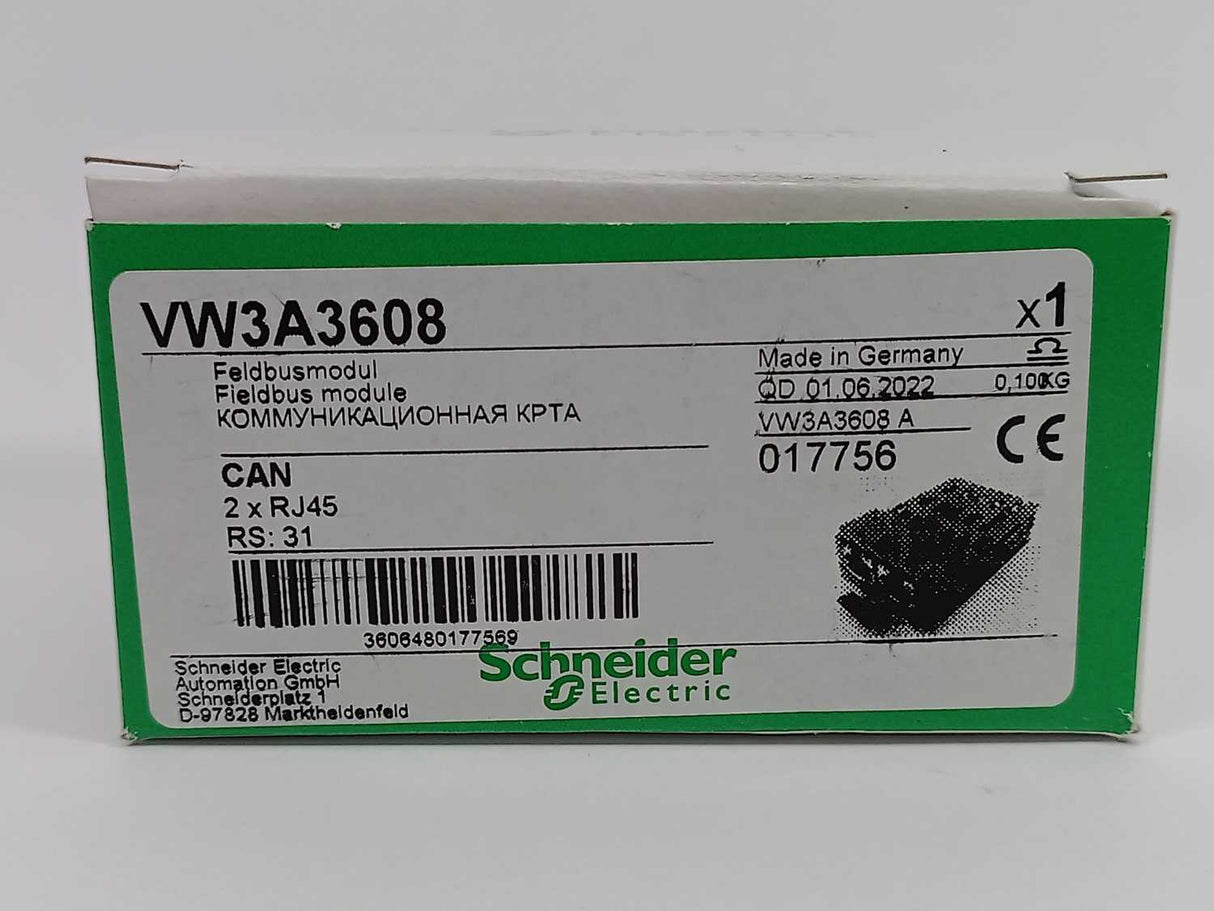 VW3A3608
x1
Feldbusmodul
Fieldbus module
КОММУНИКАЦИОННАЯ КРТА
Made in Germany
QD 01.06.2022
0,100KG
VW3A3608 A
017756
CE
CAN
2 x RJ45
RS: 31
3606480177569
Schneider Electric
Automation GmbH
Schneiderplatz 1
D-97828 Marktheidenfeld
Schneider
Electric